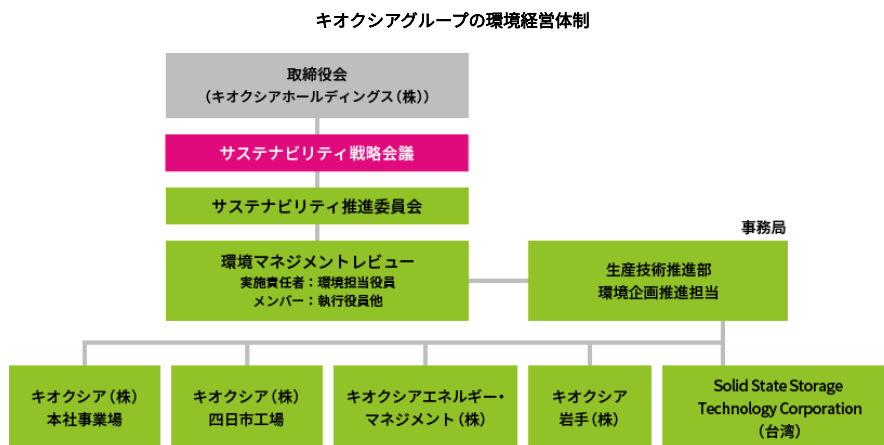 キオクシアグループの環境経営体制
取締役会
（キオクシアホールディングス（株））
サステナビリティ戦略会議
サステナビリティ推進委員会
事務局
環境マネジメントレビュー
実施責任者：環境担当役員
メンバー：執行役員他
生産技術推進部
環境企画推進担当
キオクシア（株）
本社事業場
キオクシア（株）
四日市工場
キオクシアエネルギー・
マネジメント（株）
キオクシア
岩手（株）
Solid State Storage
Technology Corporation
（台湾）